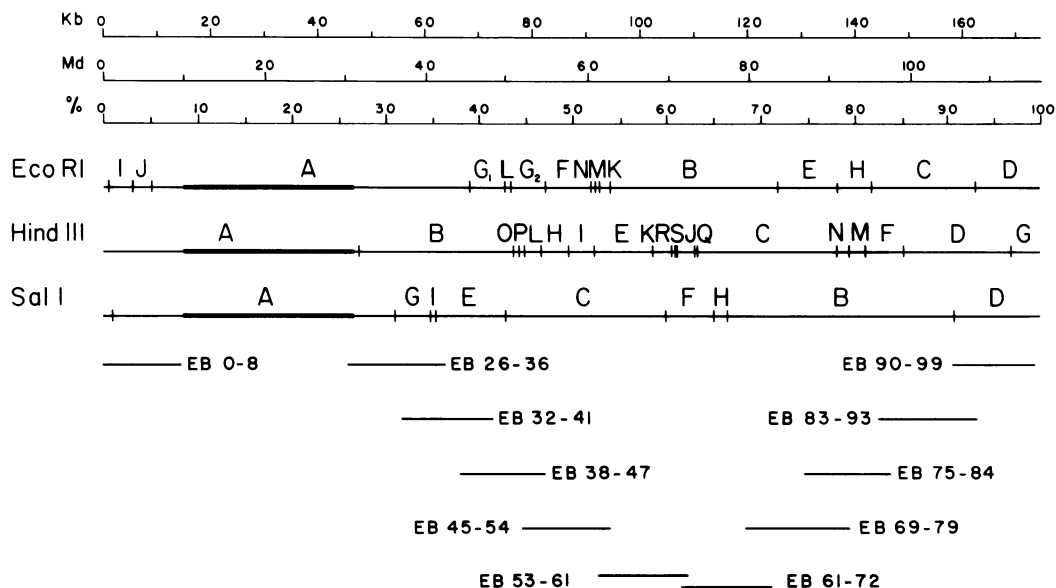 Kb 0 20 40 60 80 100 120 140 160
Md 0 20 40 60 80 100
% 0 10 20 30 40 50 60 70 80 90 100
Eco RI I J A G₁ L G₂ F N M K B E H C D
Hind III A B O P L H I E K R S J Q C N M F D G
Sal I A G I E C F H B D
EB 0-8 EB 26-36 EB 90-99
EB 32-41 EB 83-93
EB 38-47 EB 75-84
EB 45-54 EB 69-79
EB 53-61 EB 61-72